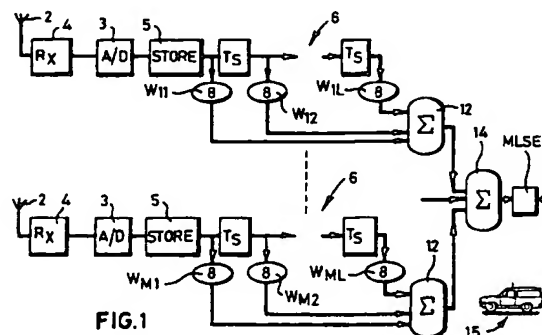 2 4 3 5 6
Rx A/D STORE Ts Ts
W11 8 W12 8 W1L 8 12
Σ
14
Σ MLSE
2 4 3 5 6
Rx A/D STORE Ts Ts
WM1 8 WM2 8 WML 8 12
Σ
FIG.1 15